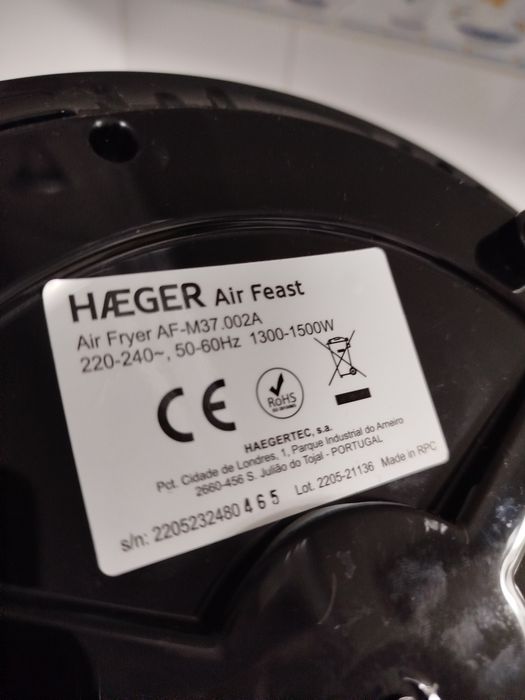 HÆGER Air Feast
Air Fryer AF-M37.002A
220-240~, 50-60Hz 1300-1500W
CE
RoHS
HAEGERTEC, s.a.
Pct. Cidade de Londres, 1, Parque Industrial do Arneiro
2660-456 S. Julião do Tojal - PORTUGAL
s/n: 2205232480465 Lot. 2205-21136 Made in RPC